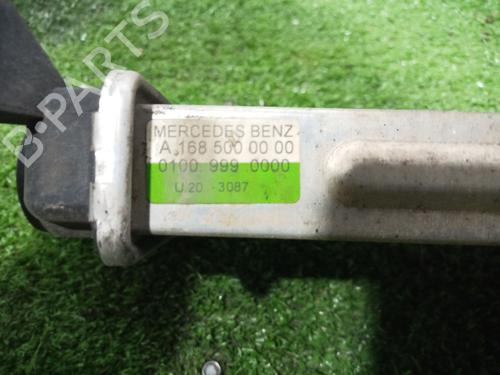 B-PARTS
MERCEDES BENZ
A 168 500 00 00
0100 999 0000
U.20 - 3087